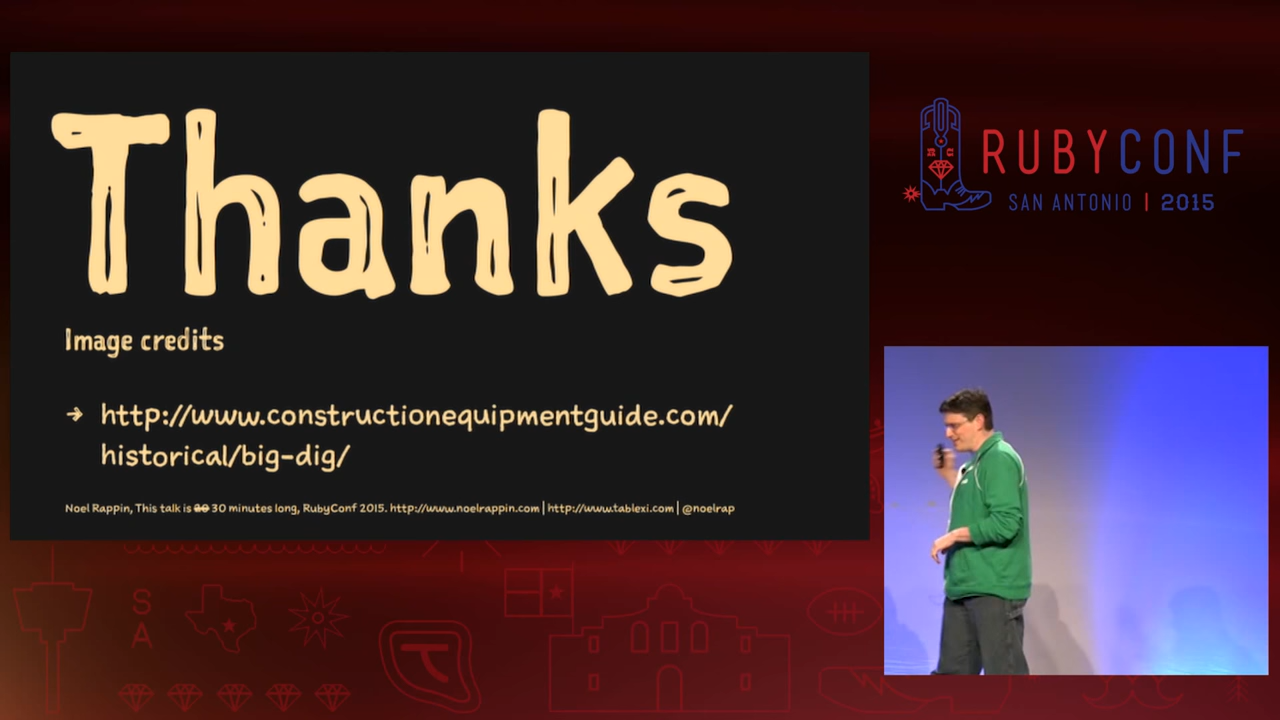 Thanks
Image credits
→ http://www.constructionequipmentguide.com/
historical/big-dig/
Noel Rappin, This talk is 20 30 minutes long, RubyConf 2015. http://www.noelrappin.com | http://www.tablexi.com | @noelrap
RUBYCONF
SAN ANTONIO | 2015
S
A